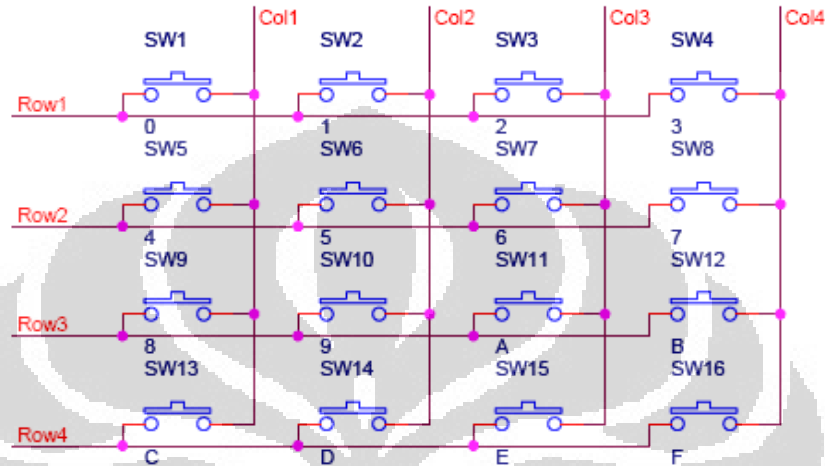 Col1 Col2 Col3 Col4
SW1 SW2 SW3 SW4
Row1
0 1 2 3
SW5 SW6 SW7 SW8
Row2
4 5 6 7
SW9 SW10 SW11 SW12
Row3
8 9 A B
SW13 SW14 SW15 SW16
Row4
C D E F